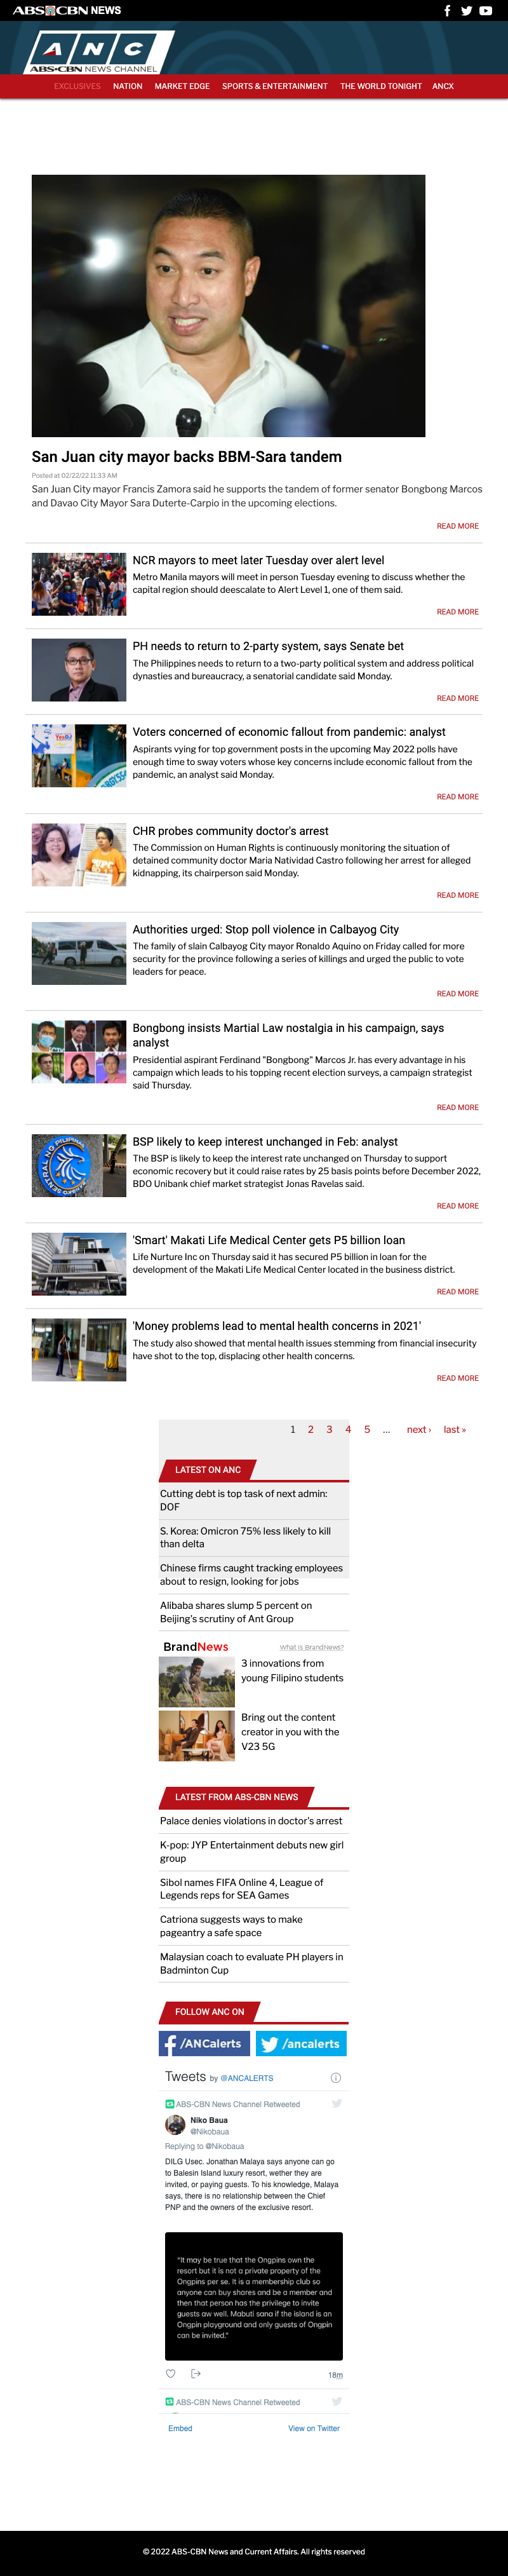 ABS-CBN NEWS
ANC
ABS-CBN NEWS CHANNEL
EXCLUSIVES NATION MARKET EDGE SPORTS & ENTERTAINMENT THE WORLD TONIGHT ANCX
San Juan city mayor backs BBM-Sara tandem
Posted at 02/22/22 11:33 AM
San Juan City mayor Francis Zamora said he supports the tandem of former senator Bongbong Marcos
and Davao City Mayor Sara Duterte-Carpio in the upcoming elections.
READ MORE
NCR mayors to meet later Tuesday over alert level
Metro Manila mayors will meet in person Tuesday evening to discuss whether the
capital region should deescalate to Alert Level 1, one of them said.
READ MORE
PH needs to return to 2-party system, says Senate bet
The Philippines needs to return to a two-party political system and address political
dynasties and bureaucracy, a senatorial candidate said Monday.
READ MORE
Voters concerned of economic fallout from pandemic: analyst
Aspirants vying for top government posts in the upcoming May 2022 polls have
enough time to sway voters whose key concerns include economic fallout from the
pandemic, an analyst said Monday.
READ MORE
CHR probes community doctor's arrest
The Commission on Human Rights is continuously monitoring the situation of
detained community doctor Maria Natividad Castro following her arrest for alleged
kidnapping, its chairperson said Monday.
READ MORE
Authorities urged: Stop poll violence in Calbayog City
The family of slain Calbayog City mayor Ronaldo Aquino on Friday called for more
security for the province following a series of killings and urged the public to vote
leaders for peace.
READ MORE
Bongbong insists Martial Law nostalgia in his campaign, says
analyst
Presidential aspirant Ferdinand "Bongbong" Marcos Jr. has every advantage in his
campaign which leads to his topping recent election surveys, a campaign strategist
said Thursday.
READ MORE
BSP likely to keep interest unchanged in Feb: analyst
The BSP is likely to keep the interest rate unchanged on Thursday to support
economic recovery but it could raise rates by 25 basis points before December 2022,
BDO Unibank chief market strategist Jonas Ravelas said.
READ MORE
'Smart' Makati Life Medical Center gets P5 billion loan
Life Nurture Inc on Thursday said it has secured P5 billion in loan for the
development of the Makati Life Medical Center located in the business district.
READ MORE
'Money problems lead to mental health concerns in 2021'
The study also showed that mental health issues stemming from financial insecurity
have shot to the top, displacing other health concerns.
READ MORE
1 2 3 4 5 … next › last »
LATEST ON ANC
Cutting debt is top task of next admin:
DOF
S. Korea: Omicron 75% less likely to kill
than delta
Chinese firms caught tracking employees
about to resign, looking for jobs
Alibaba shares slump 5 percent on
Beijing's scrutiny of Ant Group
BrandNews What is BrandNews?
3 innovations from
young Filipino students
Bring out the content
creator in you with the
V23 5G
LATEST FROM ABS-CBN NEWS
Palace denies violations in doctor's arrest
K-pop: JYP Entertainment debuts new girl
group
Sibol names FIFA Online 4, League of
Legends reps for SEA Games
Catriona suggests ways to make
pageantry a safe space
Malaysian coach to evaluate PH players in
Badminton Cup
FOLLOW ANC ON
/ANCalerts /ancalerts
Tweets by @ANCALERTS
ABS-CBN News Channel Retweeted
Niko Baua
@Nikobaua
Replying to @Nikobaua
DILG Usec. Jonathan Malaya says anyone can go
to Balesin Island luxury resort, wether they are
invited, or paying guests. To his knowledge, Malaya
says, there is no relationship between the Chief
PNP and the owners of the exclusive resort.
"It may be true that the Ongpins own the
resort but it is not a private property of the
Ongpins per se. It is a membership club so
anyone can buy shares and be a member and
then that person has the privilege to invite
guests aw well. Mabuti sana if the island is an
Ongpin playground and only guests of Ongpin
can be invited."
18m
ABS-CBN News Channel Retweeted
Embed View on Twitter
© 2022 ABS-CBN News and Current Affairs. All rights reserved